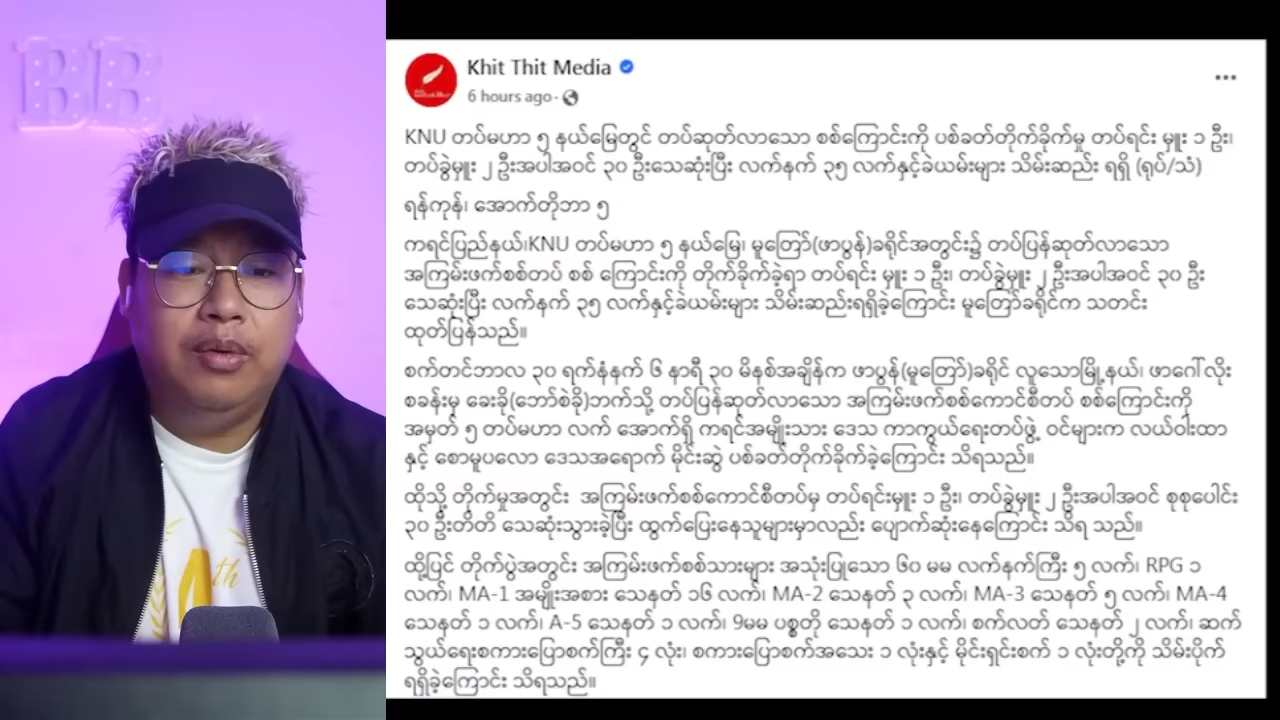 BB
th
Khit Thit Media
6 hours ago
KNU တပ်မဟာ ၅ နယ်မြေတွင် တပ်ဆုတ်လာသော စစ်ကြောင်းကို ပစ်ခတ်တိုက်ခိုက်မှု တပ်ရင်း မှူး ၁ ဦး၊
တပ်ခွဲမှူး ၂ ဦးအပါအဝင် ၃၀ ဦးသေဆုံးပြီး လက်နက် ၃၅ လက်နှင့်ခဲယမ်းများ သိမ်းဆည်း ရရှိ (ရုပ်/သံ)
ရန်ကုန်၊ အောက်တိုဘာ ၅
ကရင်ပြည်နယ်၊KNU တပ်မဟာ ၅ နယ်မြေ၊ မူတြော်(ဖာပွန်)ခရိုင်အတွင်း၌ တပ်ပြန်ဆုတ်လာသော
အကြမ်းဖက်စစ်တပ် စစ် ကြောင်းကို တိုက်ခိုက်ခဲ့ရာ တပ်ရင်း မှူး ၁ ဦး၊ တပ်ခွဲမှူး ၂ ဦးအပါအဝင် ၃၀ ဦး
သေဆုံးပြီး လက်နက် ၃၅ လက်နှင့်ခဲယမ်းများ သိမ်းဆည်းရရှိခဲ့ကြောင်း မူတြော်ခရိုင်က သတင်း
ထုတ်ပြန်သည်။
စက်တင်ဘာလ ၃၀ ရက်နံနက် ၆ နာရီ ၃၀ မိနစ်အချိန်က ဖာပွန်(မူတြော်)ခရိုင် လူသောမြို့နယ်၊ ဖာဂေါ်လိုး
စခန်းမှ ခေးခို(ဘော်စခို)ဘက်သို့ တပ်ပြန်ဆုတ်လာသော အကြမ်းဖက်စစ်ကောင်စီတပ် စစ်ကြောင်းကို
အမှတ် ၅ တပ်မဟာ လက် အောက်ရှိ ကရင်အမျိုးသား ဒေသ ကာကွယ်ရေးတပ်ဖွဲ့ ဝင်များက လယ်ဝါးထာ
နှင့် စောမူပလော ဒေသအရောက် မိုင်းဆွဲ ပစ်ခတ်တိုက်ခိုက်ခဲ့ကြောင်း သိရသည်။
ထိုသို့ တိုက်မှုအတွင်း အကြမ်းဖက်စစ်ကောင်စီတပ်မှ တပ်ရင်းမှူး ၁ ဦး၊ တပ်ခွဲမှူး ၂ ဦးအပါအဝင် စုစုပေါင်း
၃၀ ဦးတိတိ သေဆုံးသွားခဲ့ပြီး ထွက်ပြေးနေသူများမှာလည်း ပျောက်ဆုံးနေကြောင်း သိရ သည်။
ထို့ပြင် တိုက်ပွဲအတွင်း အကြမ်းဖက်စစ်သားများ အသုံးပြုသော ၆၀ မမ လက်နက်ကြီး ၅ လက်၊ RPG ၁
လက်၊ MA-1 အမျိုးအစား သေနတ် ၁၆ လက်၊ MA-2 သေနတ် ၃ လက်၊ MA-3 သေနတ် ၅ လက်၊ MA-4
သေနတ် ၁ လက်၊ A-5 သေနတ် ၁ လက်၊ 9မမ ပစ္စတို သေနတ် ၁ လက်၊ စက်လတ် သေနတ် ၂ လက်၊ ဆက်
သွယ်ရေးစကားပြောစက်ကြီး ၄ လုံး၊ စကားပြောစက်အသေး ၁ လုံးနှင့် မိုင်းရှင်းစက် ၁ လုံးတို့ကို သိမ်းပိုက်
ရရှိခဲ့ကြောင်း သိရသည်။